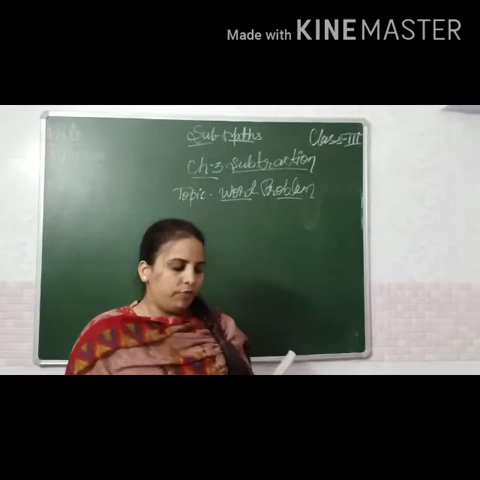 Made with KINEMASTER
Sub-Maths
Class-III
Ch-3. Subtraction
Topic- Word Problem